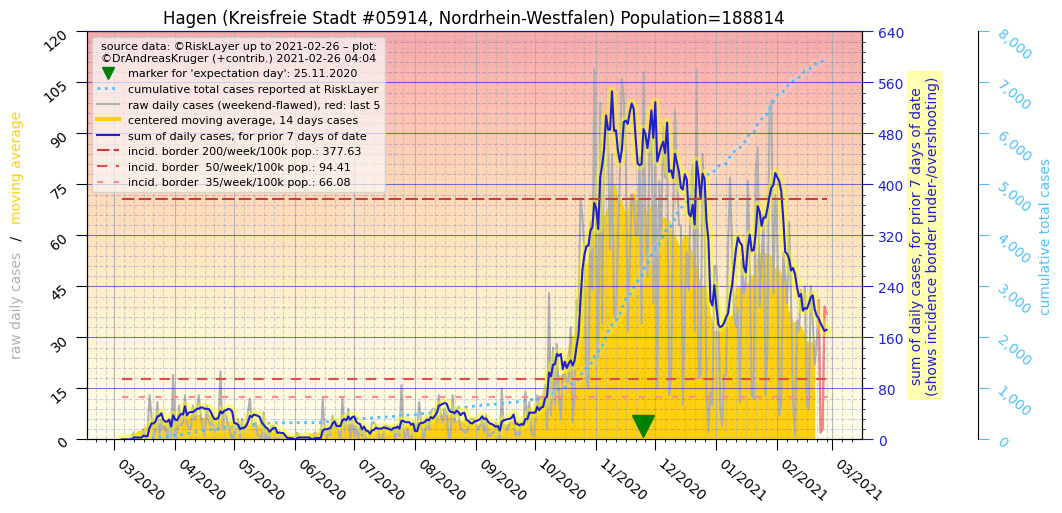 Hagen (Kreisfreie Stadt #05914, Nordrhein-Westfalen) Population=188814
source data: ©RiskLayer up to 2021-02-26 – plot:
©DrAndreasKruger (+contrib.) 2021-02-26 04:04
marker for 'expectation day': 25.11.2020
cumulative total cases reported at RiskLayer
raw daily cases (weekend-flawed), red: last 5
centered moving average, 14 days cases
sum of daily cases, for prior 7 days of date
incid. border 200/week/100k pop.: 377.63
incid. border  50/week/100k pop.: 94.41
incid. border  35/week/100k pop.: 66.08
raw daily cases / moving average
120
105
90
75
60
45
30
15
0
03/2020
04/2020
05/2020
06/2020
07/2020
08/2020
09/2020
10/2020
11/2020
12/2020
01/2021
02/2021
03/2021
640
560
480
400
320
240
160
80
0
sum of daily cases, for prior 7 days of date
(shows incidence border under-/overshooting)
8,000
7,000
6,000
5,000
4,000
3,000
2,000
1,000
0
cumulative total cases